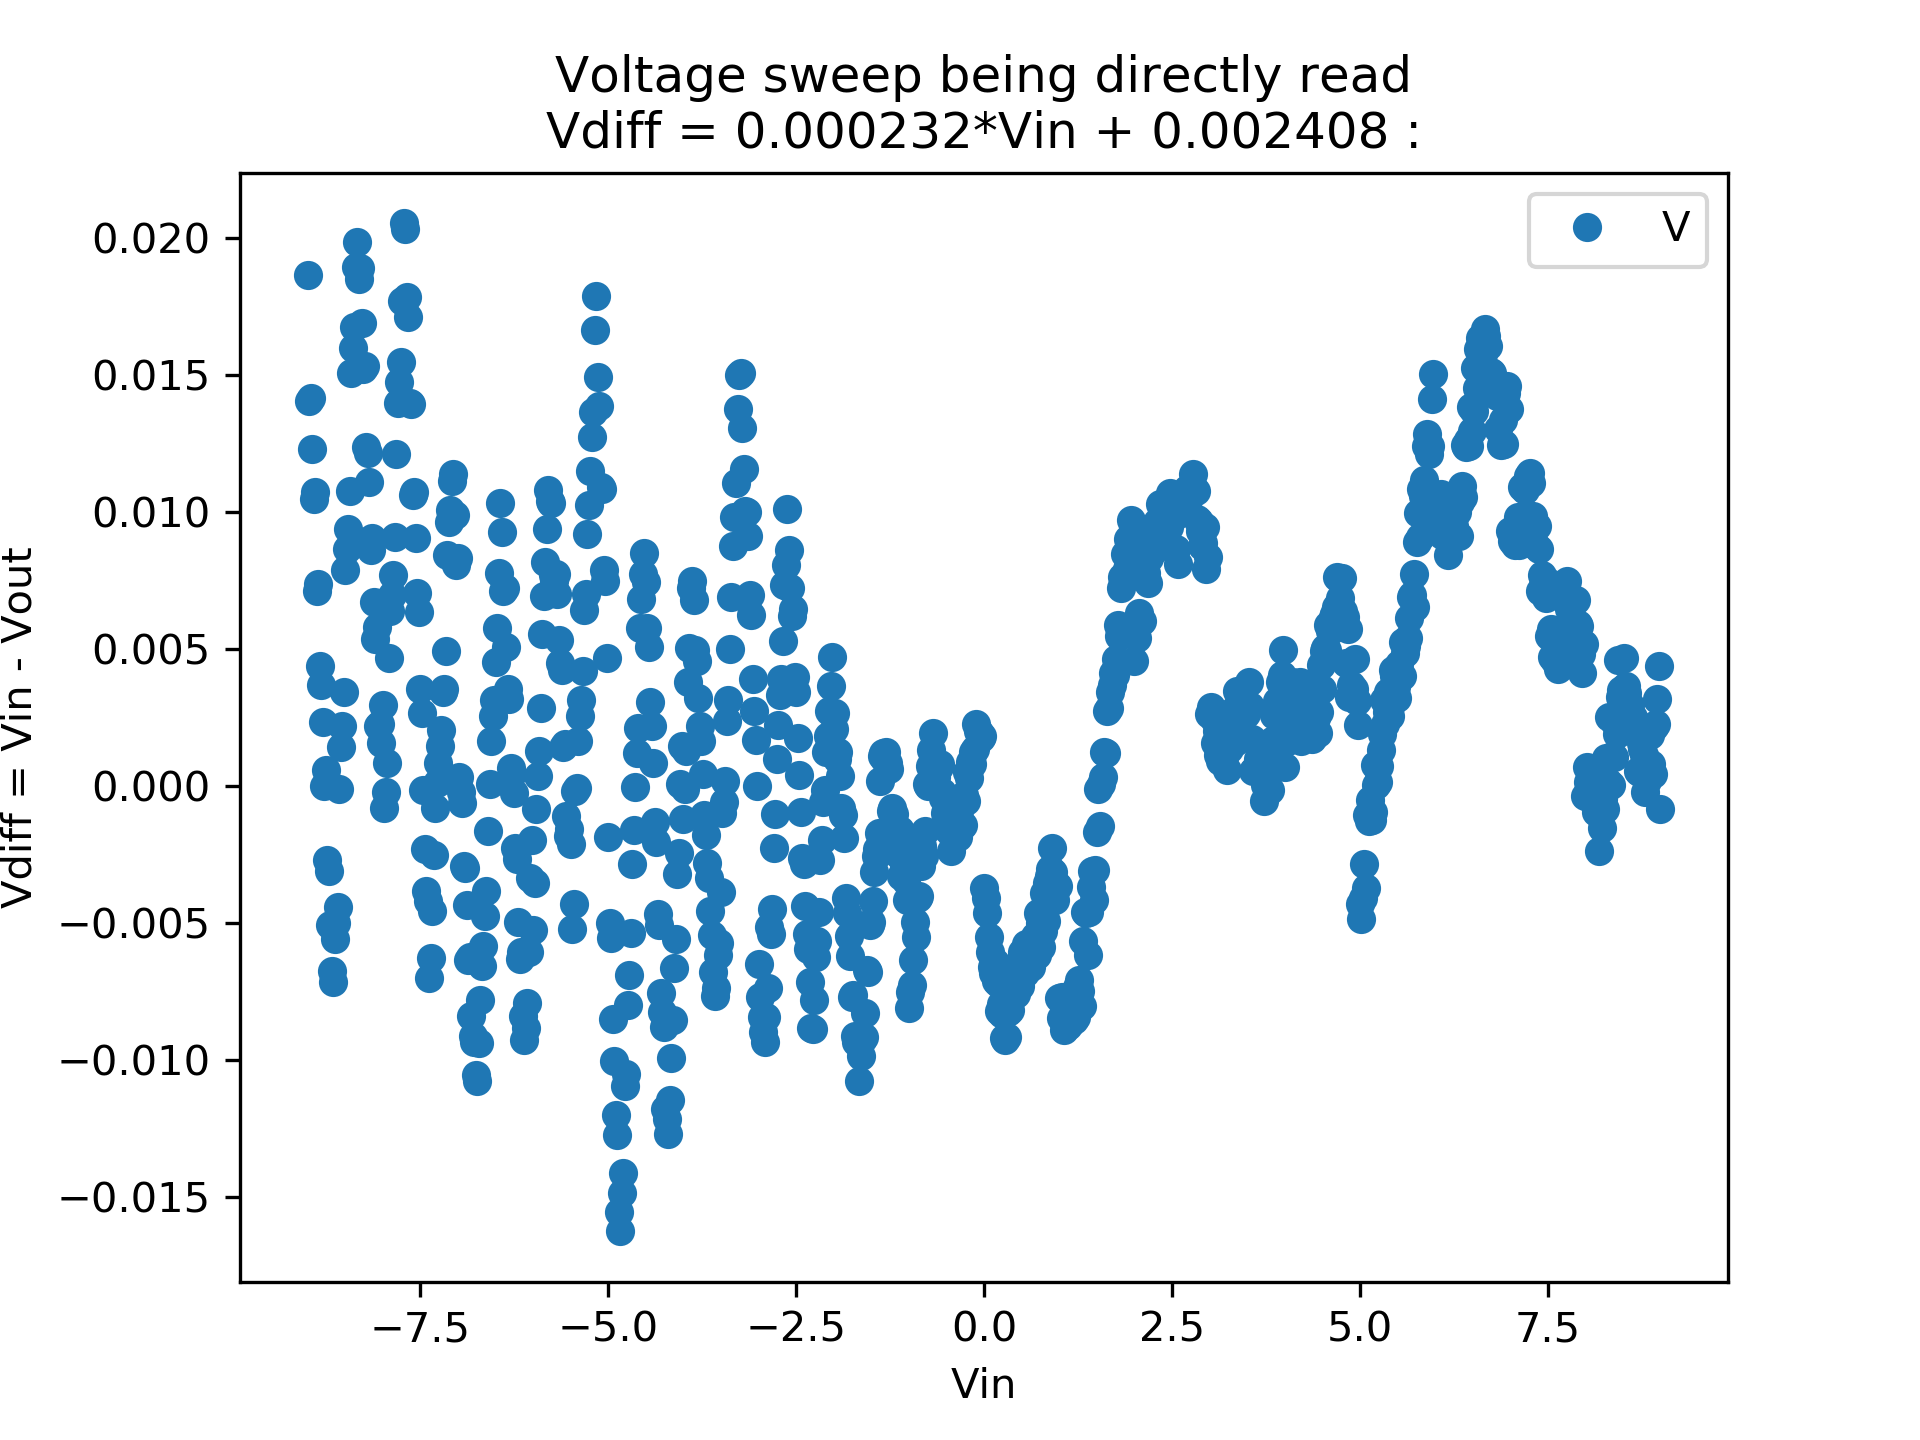 Voltage sweep being directly read
Vdiff = 0.000232*Vin + 0.002408 :
V
0.020
0.015
0.010
0.005
0.000
−0.005
−0.010
−0.015
Vdiff = Vin - Vout
−7.5 −5.0 −2.5 0.0 2.5 5.0 7.5
Vin